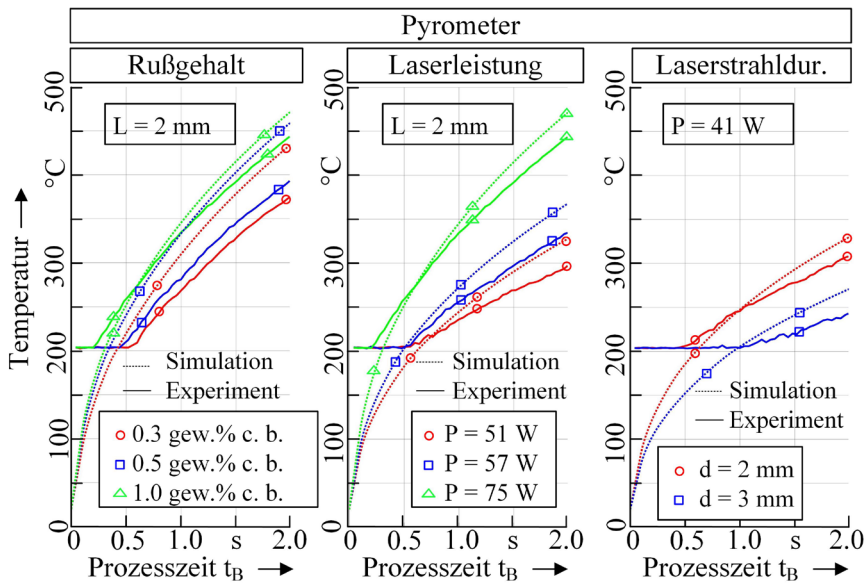 Pyrometer
Rußgehalt
Laserleistung
Laserstrahldur.
Temperatur
°C
500
300
200
100
0
L = 2 mm
Simulation
Experiment
0.3 gew.% c. b.
0.5 gew.% c. b.
1.0 gew.% c. b.
0 0.5 1.0 s 2.0
Prozesszeit t_B
°C
500
300
200
100
0
L = 2 mm
Simulation
Experiment
P = 51 W
P = 57 W
P = 75 W
0 0.5 1.0 s 2.0
Prozesszeit t_B
°C
500
300
200
100
0
P = 41 W
Simulation
Experiment
d = 2 mm
d = 3 mm
0 0.5 1.0 s 2.0
Prozesszeit t_B